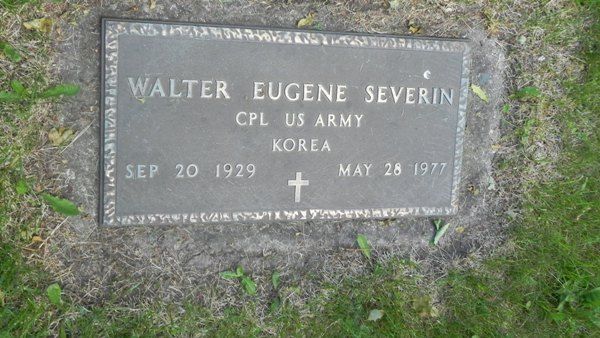 WALTER EUGENE SEVERIN
CPL US ARMY
KOREA
SEP 20 1929 MAY 28 1977